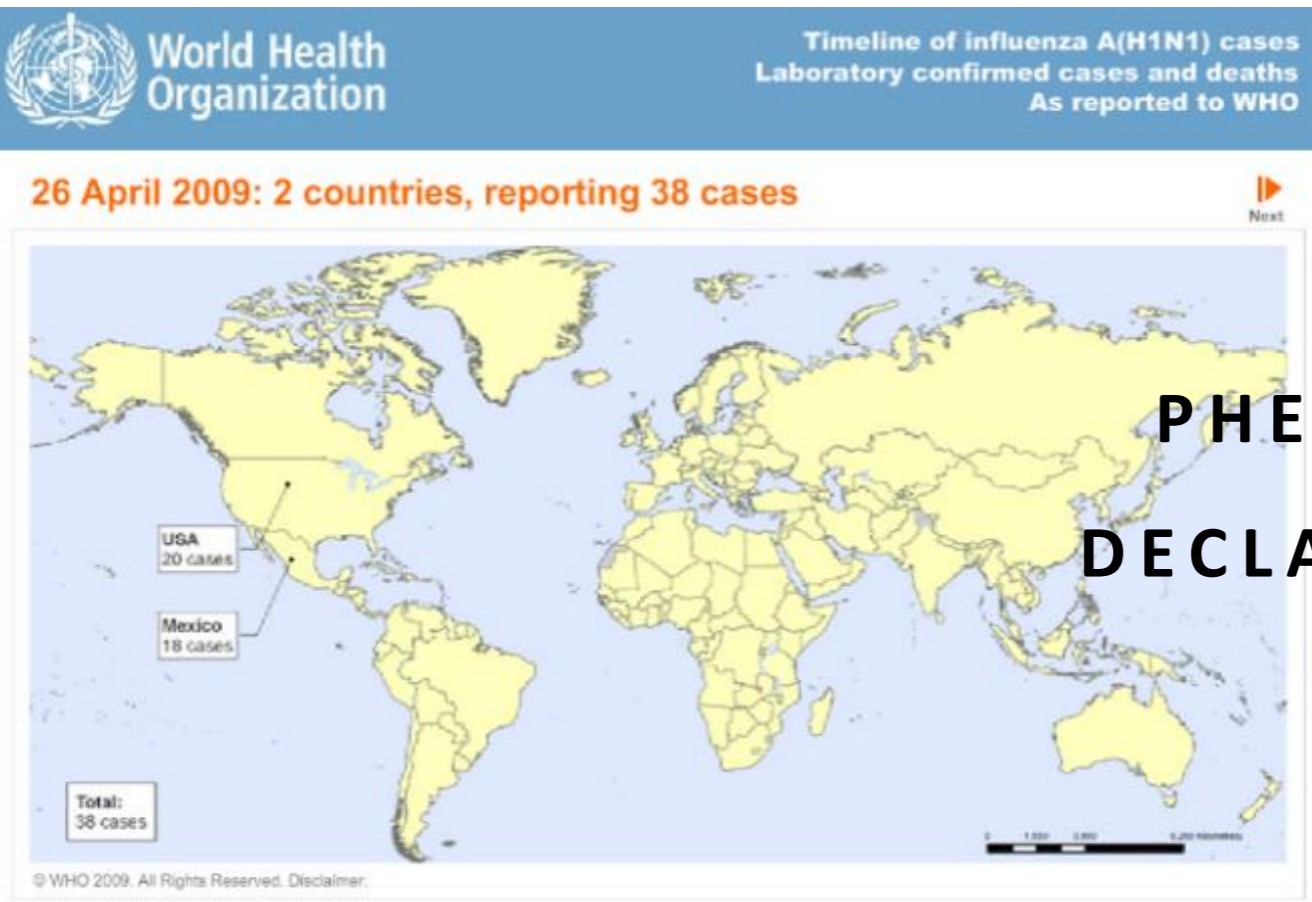 World Health
Organization
Timeline of influenza A(H1N1) cases
Laboratory confirmed cases and deaths
As reported to WHO
26 April 2009: 2 countries, reporting 38 cases
Next
PHE
DECLA
USA
20 cases
Mexico
18 cases
Total:
38 cases
0
© WHO 2009. All Rights Reserved. Disclaimer.